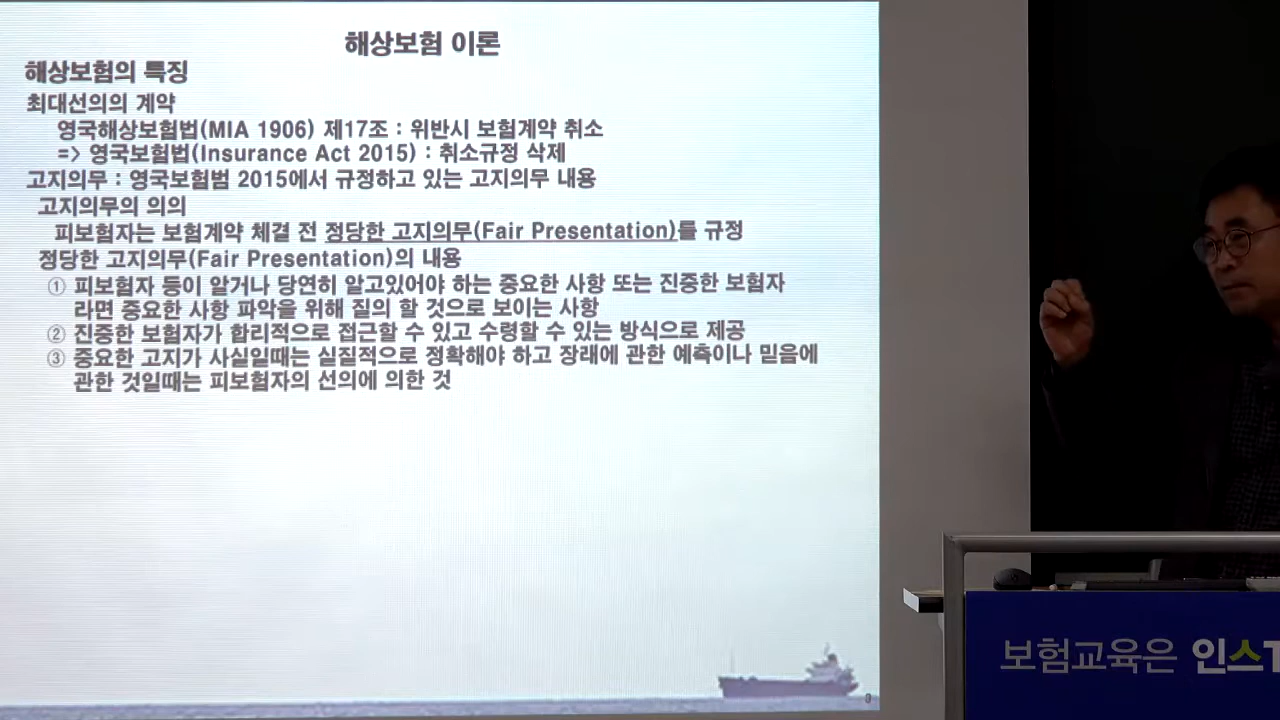 해상보험 이론
해상보험의 특징
최대선의의 계약
영국해상보험법(MIA 1906) 제17조 : 위반시 보험계약 취소
=> 영국보험법(Insurance Act 2015) : 취소규정 삭제
고지의무 : 영국보험범 2015에서 규정하고 있는 고지의무 내용
고지의무의 의의
피보험자는 보험계약 체결 전 정당한 고지의무(Fair Presentation)를 규정
정당한 고지의무(Fair Presentation)의 내용
① 피보험자 등이 알거나 당연히 알고있어야 하는 중요한 사항 또는 진중한 보험자
라면 중요한 사항 파악을 위해 질의 할 것으로 보이는 사항
② 진중한 보험자가 합리적으로 접근할 수 있고 수령할 수 있는 방식으로 제공
③ 중요한 고지가 사실일때는 실질적으로 정확해야 하고 장래에 관한 예측이나 믿음에
관한 것일때는 피보험자의 선의에 의한 것
9
보험교육은 인스